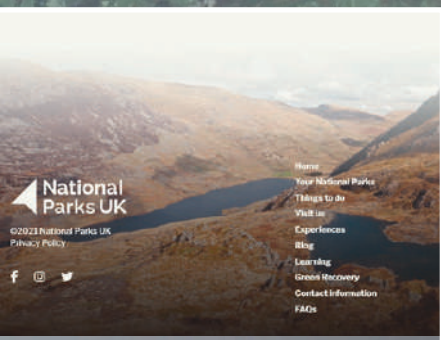 National
Parks UK
©2021 National Parks UK
Privacy Policy
Home
Your National Parks
Things to do
Visit us
Experiences
Blog
Learning
Green Recovery
Contact Information
FAQs